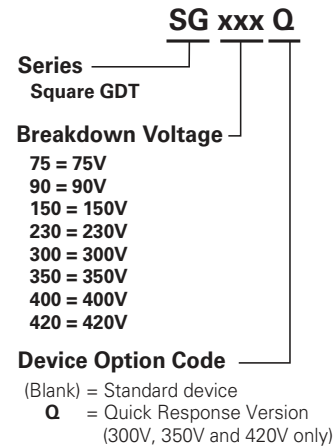 SG xxx Q
Series
Square GDT
Breakdown Voltage
75 = 75V
90 = 90V
150 = 150V
230 = 230V
300 = 300V
350 = 350V
400 = 400V
420 = 420V
Device Option Code
(Blank) = Standard device
Q = Quick Response Version
(300V, 350V and 420V only)